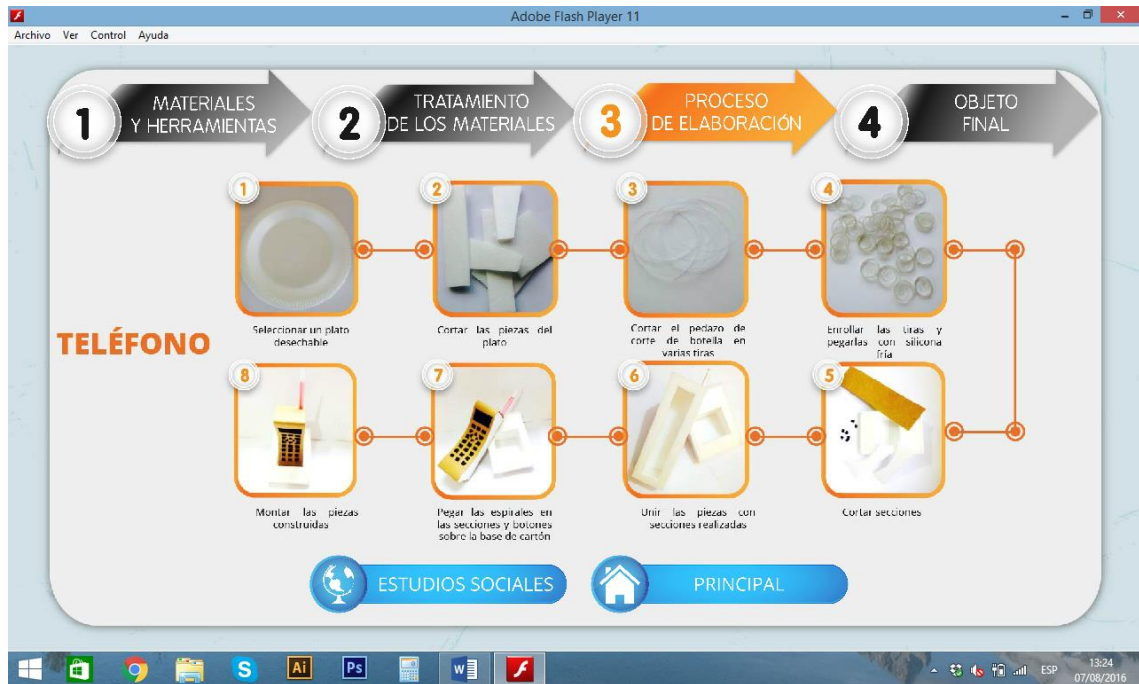 Adobe Flash Player 11
Archivo Ver Control Ayuda
1
MATERIALES
Y HERRAMIENTAS
2
TRATAMIENTO
DE LOS MATERIALES
3
PROCESO
DE ELABORACIÓN
4
OBJETO
FINAL
TELÉFONO
1
Seleccionar un plato
desechable
2
Cortar las piezas del
plato
3
Cortar el pedazo de
corte de botella en
varias tiras
4
Enrollar las tiras y
pegarlas con silicona
fría
8
Montar las piezas
construidas
7
Pegar las espirales en
las secciones y botones
sobre la base de cartón
6
Unir las piezas con
secciones realizadas
5
Cortar secciones
ESTUDIOS SOCIALES
PRINCIPAL
S
Ai
Ps
W
ESP
13:24
07/08/2016